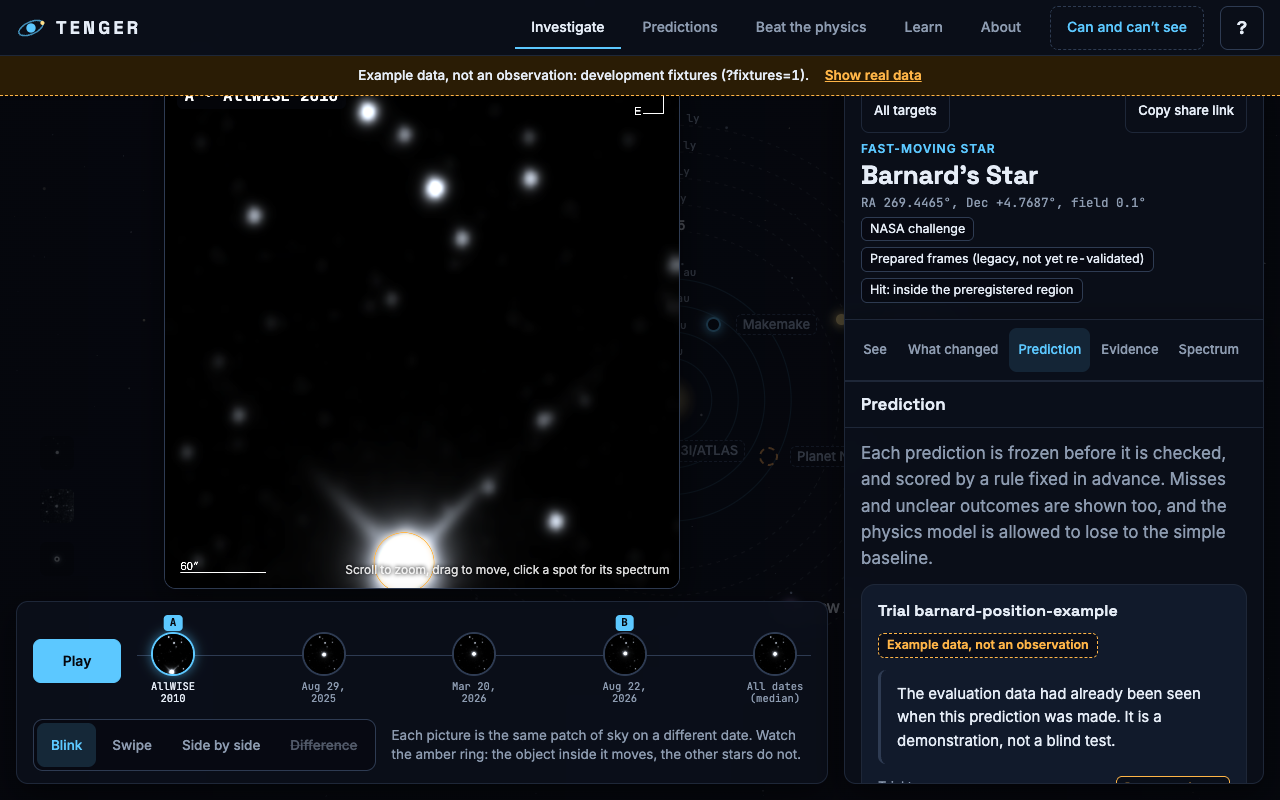 TENGER
Investigate
Predictions
Beat the physics
Learn
About
Can and can't see
?
Example data, not an observation: development fixtures (?fixtures=1). Show real data
A · AllWISE 2010
E
ly
ly
au
60″
Scroll to zoom, drag to move, click a spot for its spectrum
Makemake
3I/ATLAS
Planet N
All targets
Copy share link
FAST-MOVING STAR
Barnard's Star
RA 269.4465°, Dec +4.7687°, field 0.1°
NASA challenge
Prepared frames (legacy, not yet re-validated)
Hit: inside the preregistered region
See
What changed
Prediction
Evidence
Spectrum
Prediction
Each prediction is frozen before it is checked,
and scored by a rule fixed in advance. Misses
and unclear outcomes are shown too, and the
physics model is allowed to lose to the simple
baseline.
Trial barnard-position-example
Example data, not an observation
The evaluation data had already been seen
when this prediction was made. It is a
demonstration, not a blind test.
Play
A
AllWISE
2010
Aug 29,
2025
Mar 20,
2026
B
Aug 22,
2026
All dates
(median)
Blink
Swipe
Side by side
Difference
Each picture is the same patch of sky on a different date. Watch
the amber ring: the object inside it moves, the other stars do not.